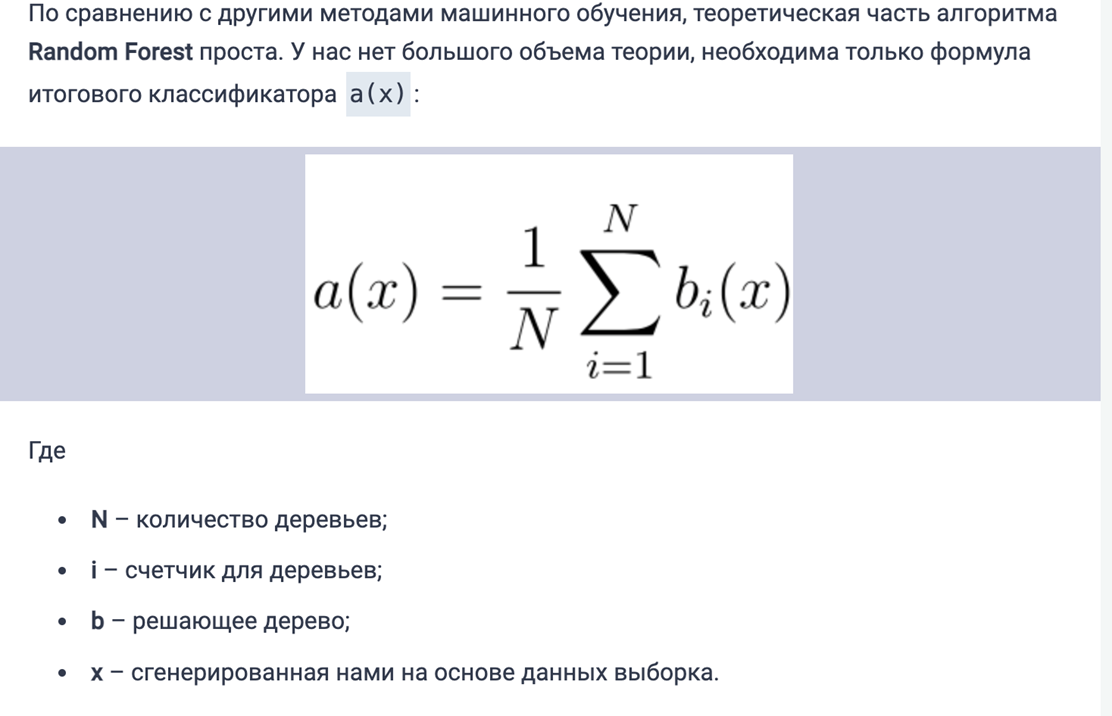 По сравнению с другими методами машинного обучения, теоретическая часть алгоритма
Random Forest проста. У нас нет большого объема теории, необходима только формула
итогового классификатора a(x) :
a(x) = \frac{1}{N} \sum_{i=1}^{N} b_i(x)
Где
• N – количество деревьев;
• i – счетчик для деревьев;
• b – решающее дерево;
• x – сгенерированная нами на основе данных выборка.